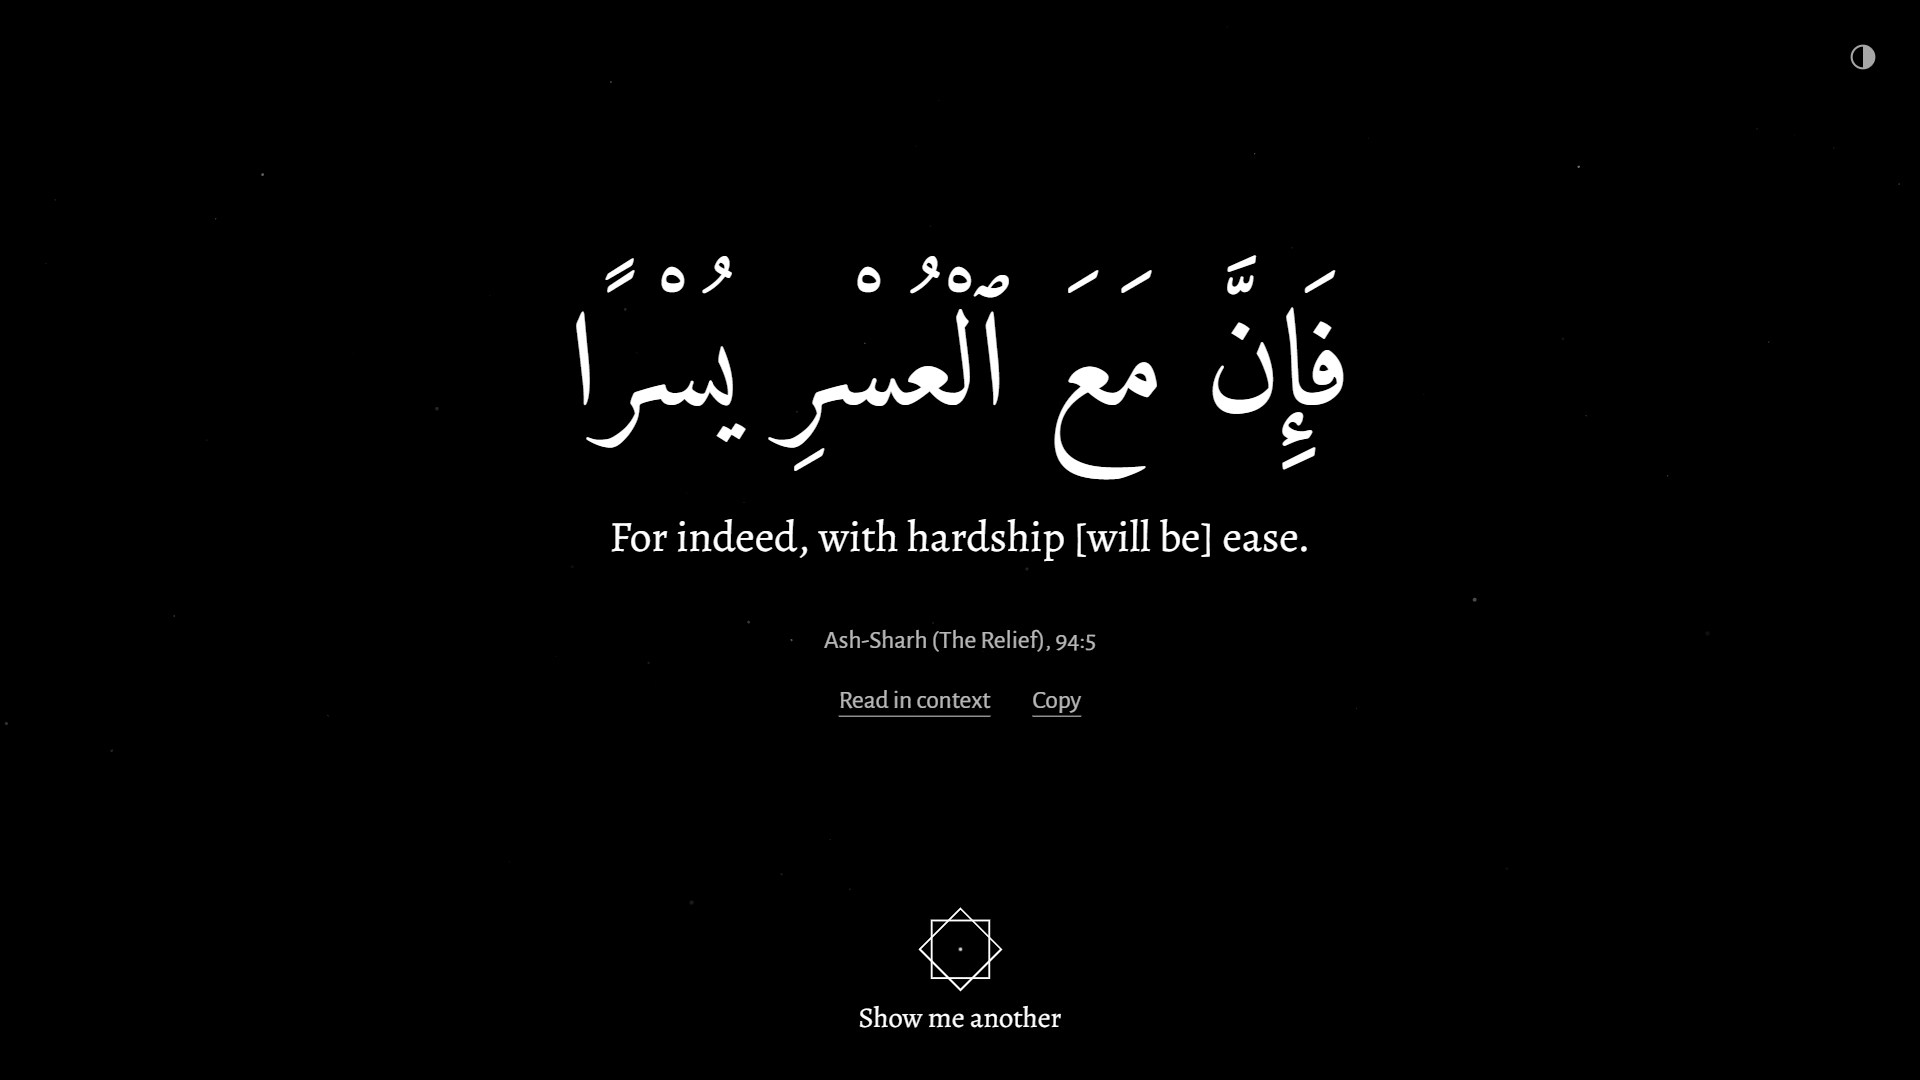 فَإِنَّ مَعَ ٱلْعُسْرِ يُسْرًا
For indeed, with hardship [will be] ease.
Ash-Sharh (The Relief), 94:5
Read in context Copy
Show me another